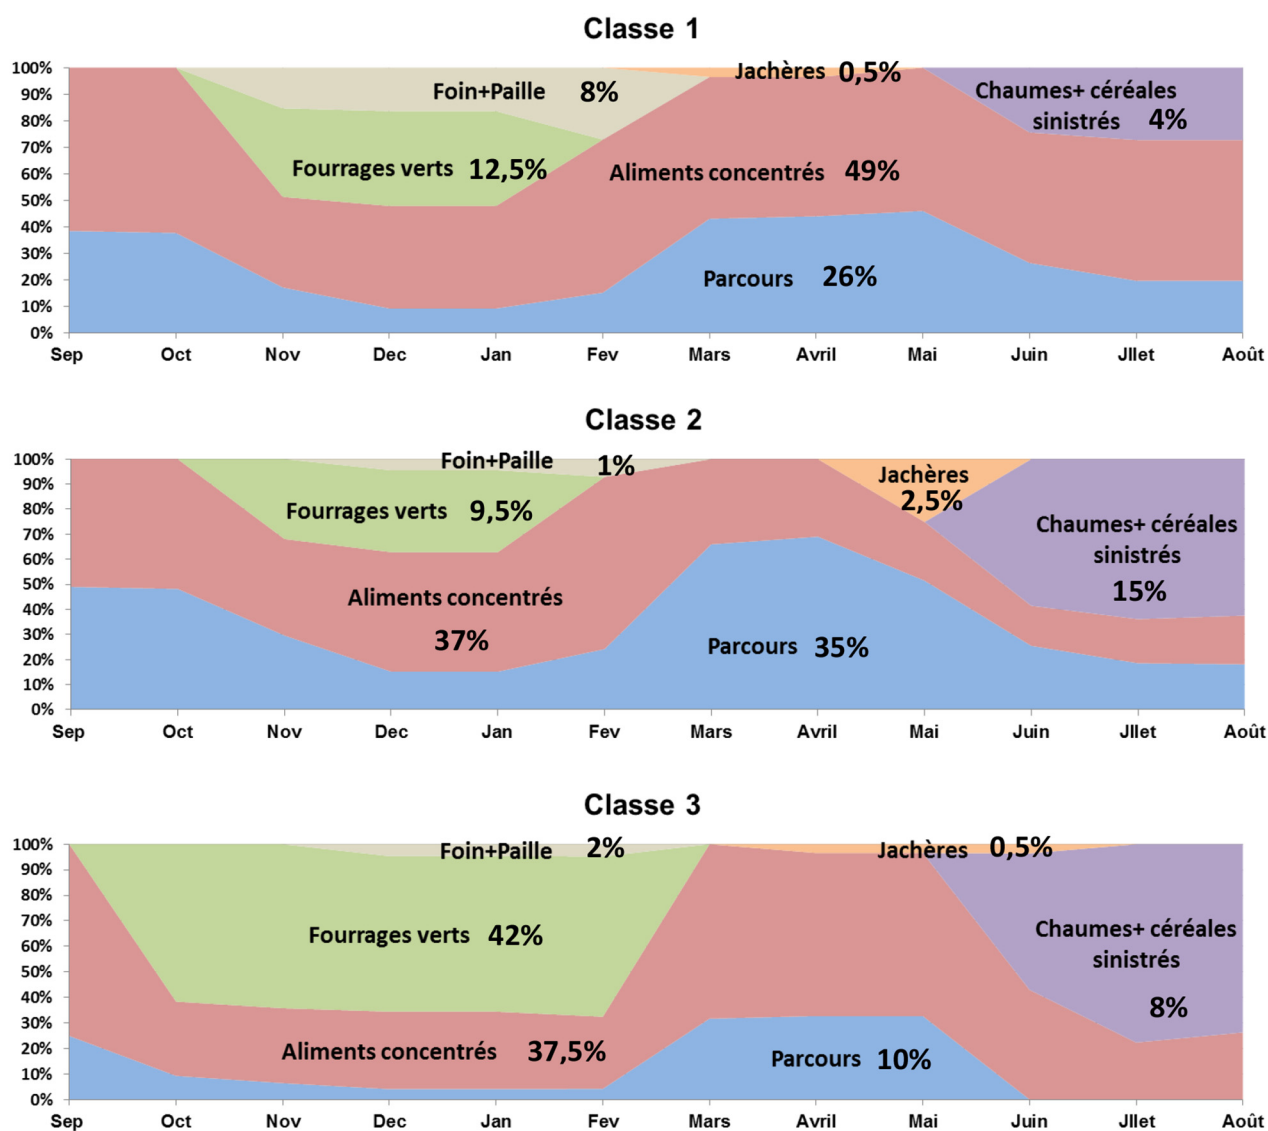 Classe 1
100%
90%
80%
70%
60%
50%
40%
30%
20%
10%
0%
Foin+Paille 8%
Jachères 0,5%
Chaumes+ céréales
sinistrés 4%
Fourrages verts 12,5%
Aliments concentrés 49%
Parcours 26%
Sep Oct Nov Dec Jan Fev Mars Avril Mai Juin Jllet Août
Classe 2
100%
90%
80%
70%
60%
50%
40%
30%
20%
10%
0%
Foin+Paille 1%
Jachères
2,5%
Fourrages verts 9,5%
Chaumes+ céréales
sinistrés
15%
Aliments concentrés
37%
Parcours 35%
Sep Oct Nov Dec Jan Fev Mars Avril Mai Juin Jllet Août
Classe 3
100%
90%
80%
70%
60%
50%
40%
30%
20%
10%
0%
Foin+Paille 2%
Jachères 0,5%
Fourrages verts 42%
Chaumes+ céréales
sinistrés
8%
Aliments concentrés 37,5%
Parcours 10%
Sep Oct Nov Dec Jan Fev Mars Avril Mai Juin Jllet Août